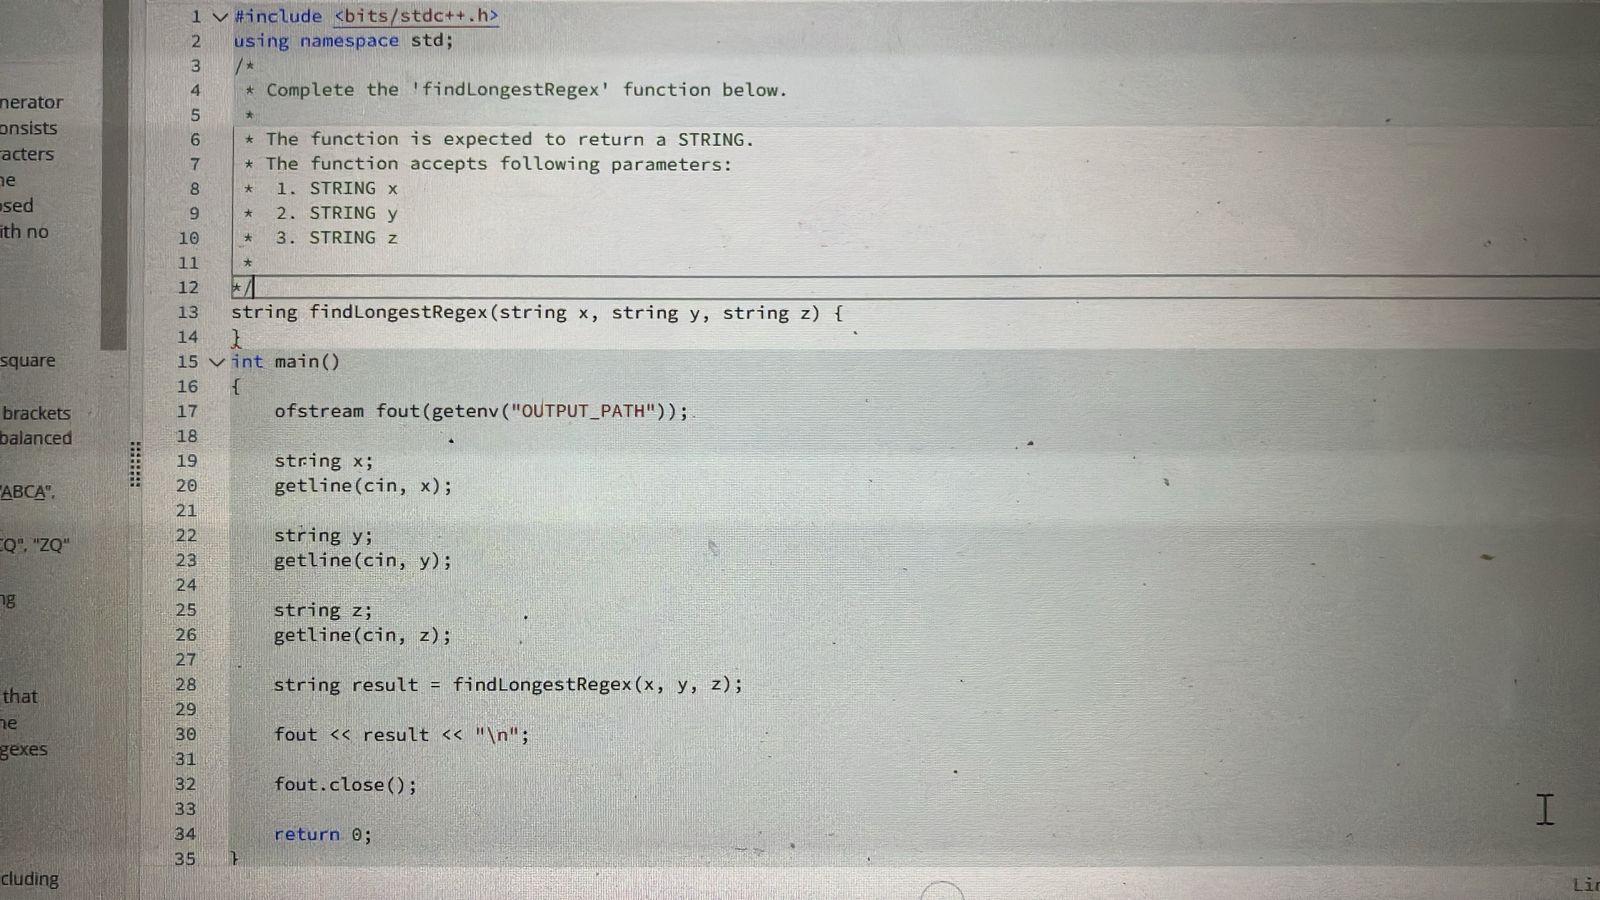 nerator
onsists
racters
ne
osed
ith no
square
brackets
balanced
"ABCA",
"ZQ"
ng
that
ne
gexes
cluding
1 #include <bits/stdc++.h>
2 using namespace std;
3 /*
4 * Complete the 'findLongestRegex' function below.
5 *
6 * The function is expected to return a STRING.
7 * The function accepts following parameters:
8 * 1. STRING x
9 * 2. STRING y
10 * 3. STRING z
11 *
12 */
13 string findLongestRegex(string x, string y, string z) {
14 }
15 int main()
16 {
17 ofstream fout(getenv("OUTPUT_PATH"));
18
19 string x;
20 getline(cin, x);
21
22 string y;
23 getline(cin, y);
24
25 string z;
26 getline(cin, z);
27
28 string result = findLongestRegex(x, y, z);
29
30 fout << result << "\n";
31
32 fout.close();
33
34 return 0;
35 }